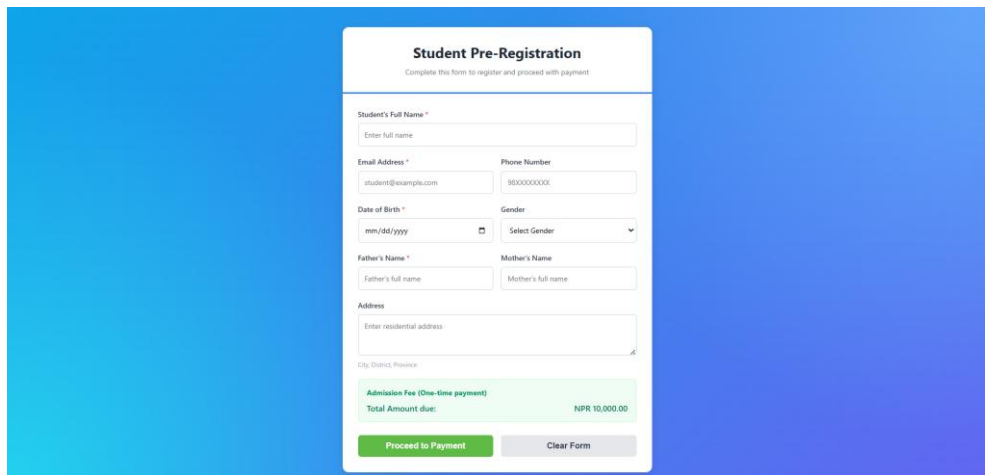 Student Pre-Registration
Complete this form to register and proceed with payment
Student's Full Name *
Enter full name
Email Address * Phone Number
student@example.com 98XXXXXXXX
Date of Birth * Gender
mm/dd/yyyy Select Gender
Father's Name * Mother's Name
Father's full name Mother's full name
Address
Enter residential address
City, District, Province
Admission Fee (One-time payment)
Total Amount due: NPR 10,000.00
Proceed to Payment Clear Form